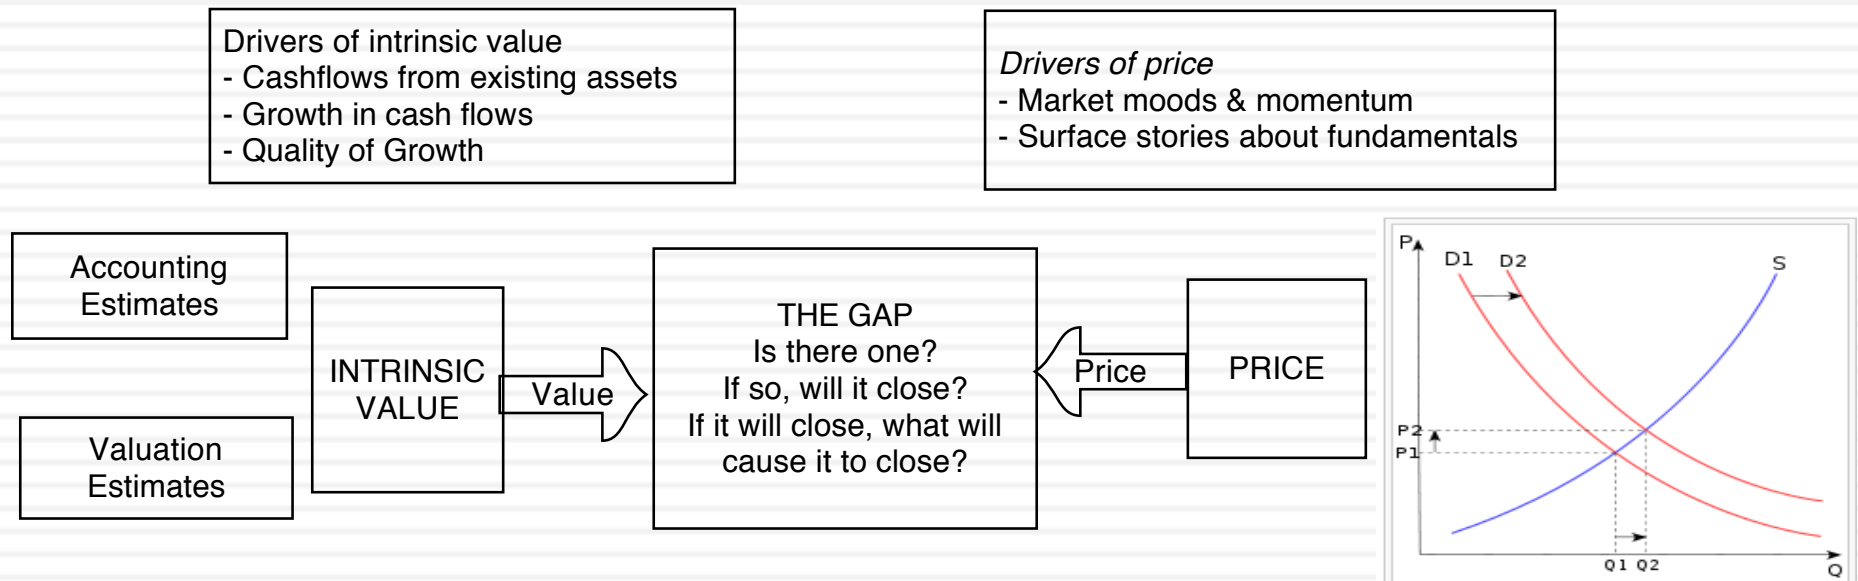 Drivers of intrinsic value
- Cashflows from existing assets
- Growth in cash flows
- Quality of Growth
Drivers of price
- Market moods & momentum
- Surface stories about fundamentals
Accounting
Estimates
Valuation
Estimates
INTRINSIC
VALUE
Value
THE GAP
Is there one?
If so, will it close?
If it will close, what will
cause it to close?
Price
PRICE
P
D1
D2
S
P2
P1
Q1
Q2
Q